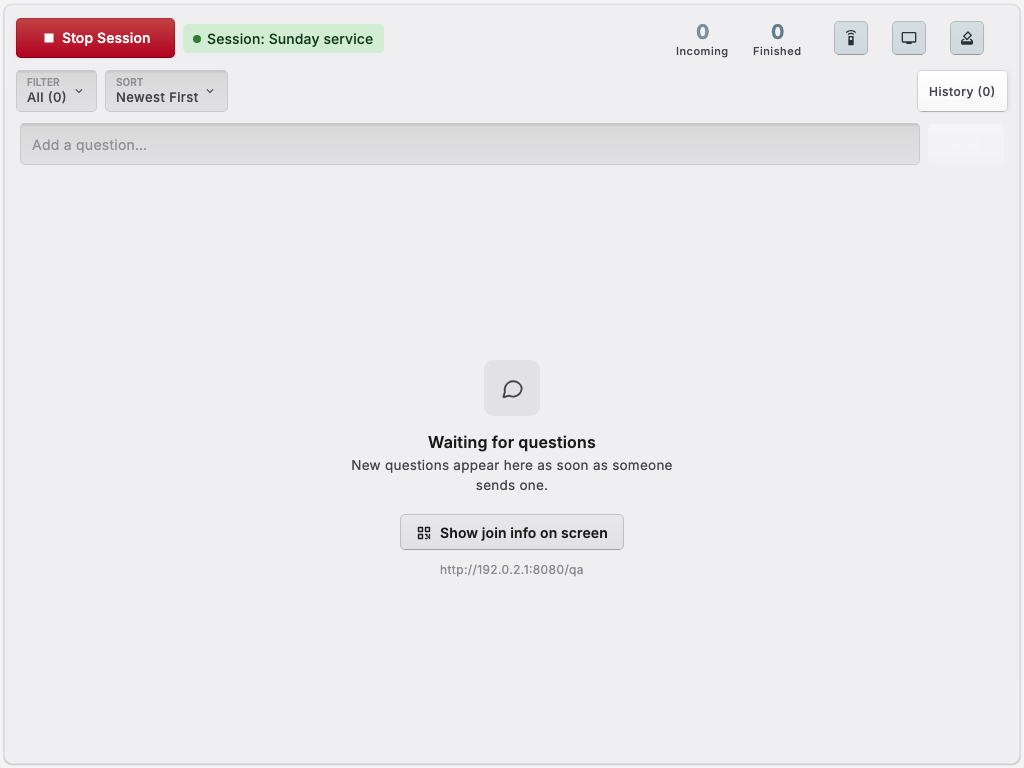 Stop Session
Session: Sunday service
0
Incoming
0
Finished
FILTER
All (0)
SORT
Newest First
History (0)
Add a question...
Waiting for questions
New questions appear here as soon as someone
sends one.
Show join info on screen
http://192.0.2.1:8080/qa